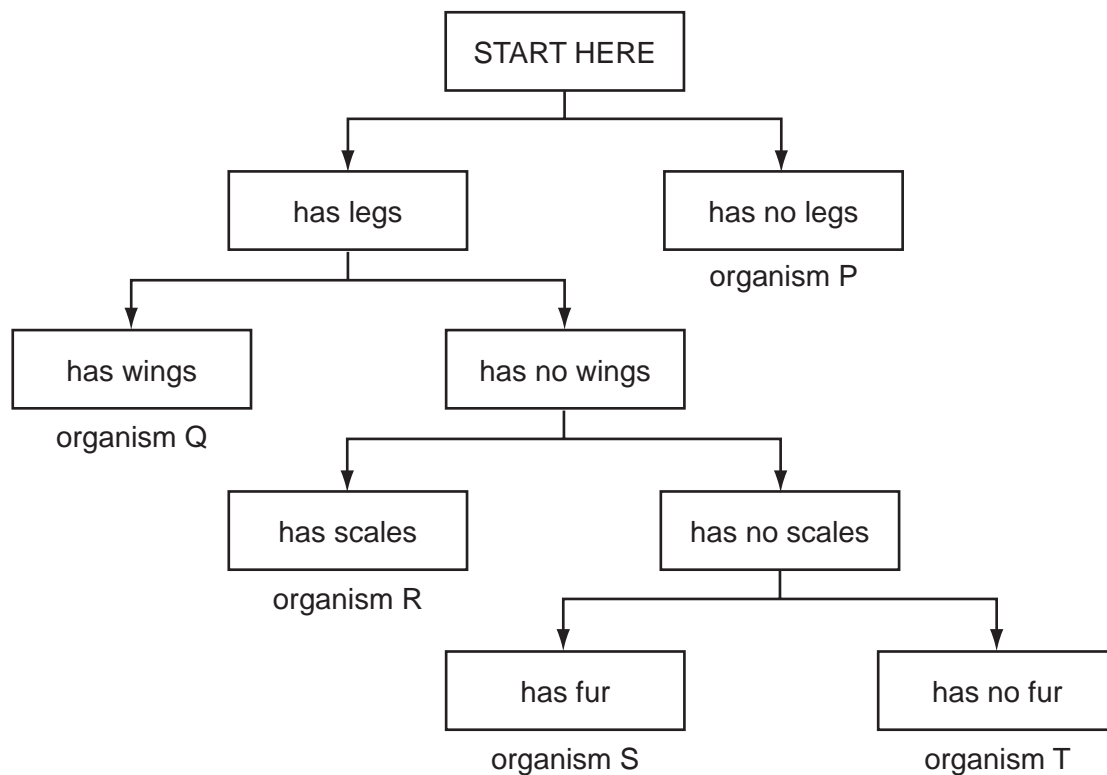 START HERE
has legs
has no legs
organism P
has wings
has no wings
organism Q
has scales
has no scales
organism R
has fur
has no fur
organism S
organism T